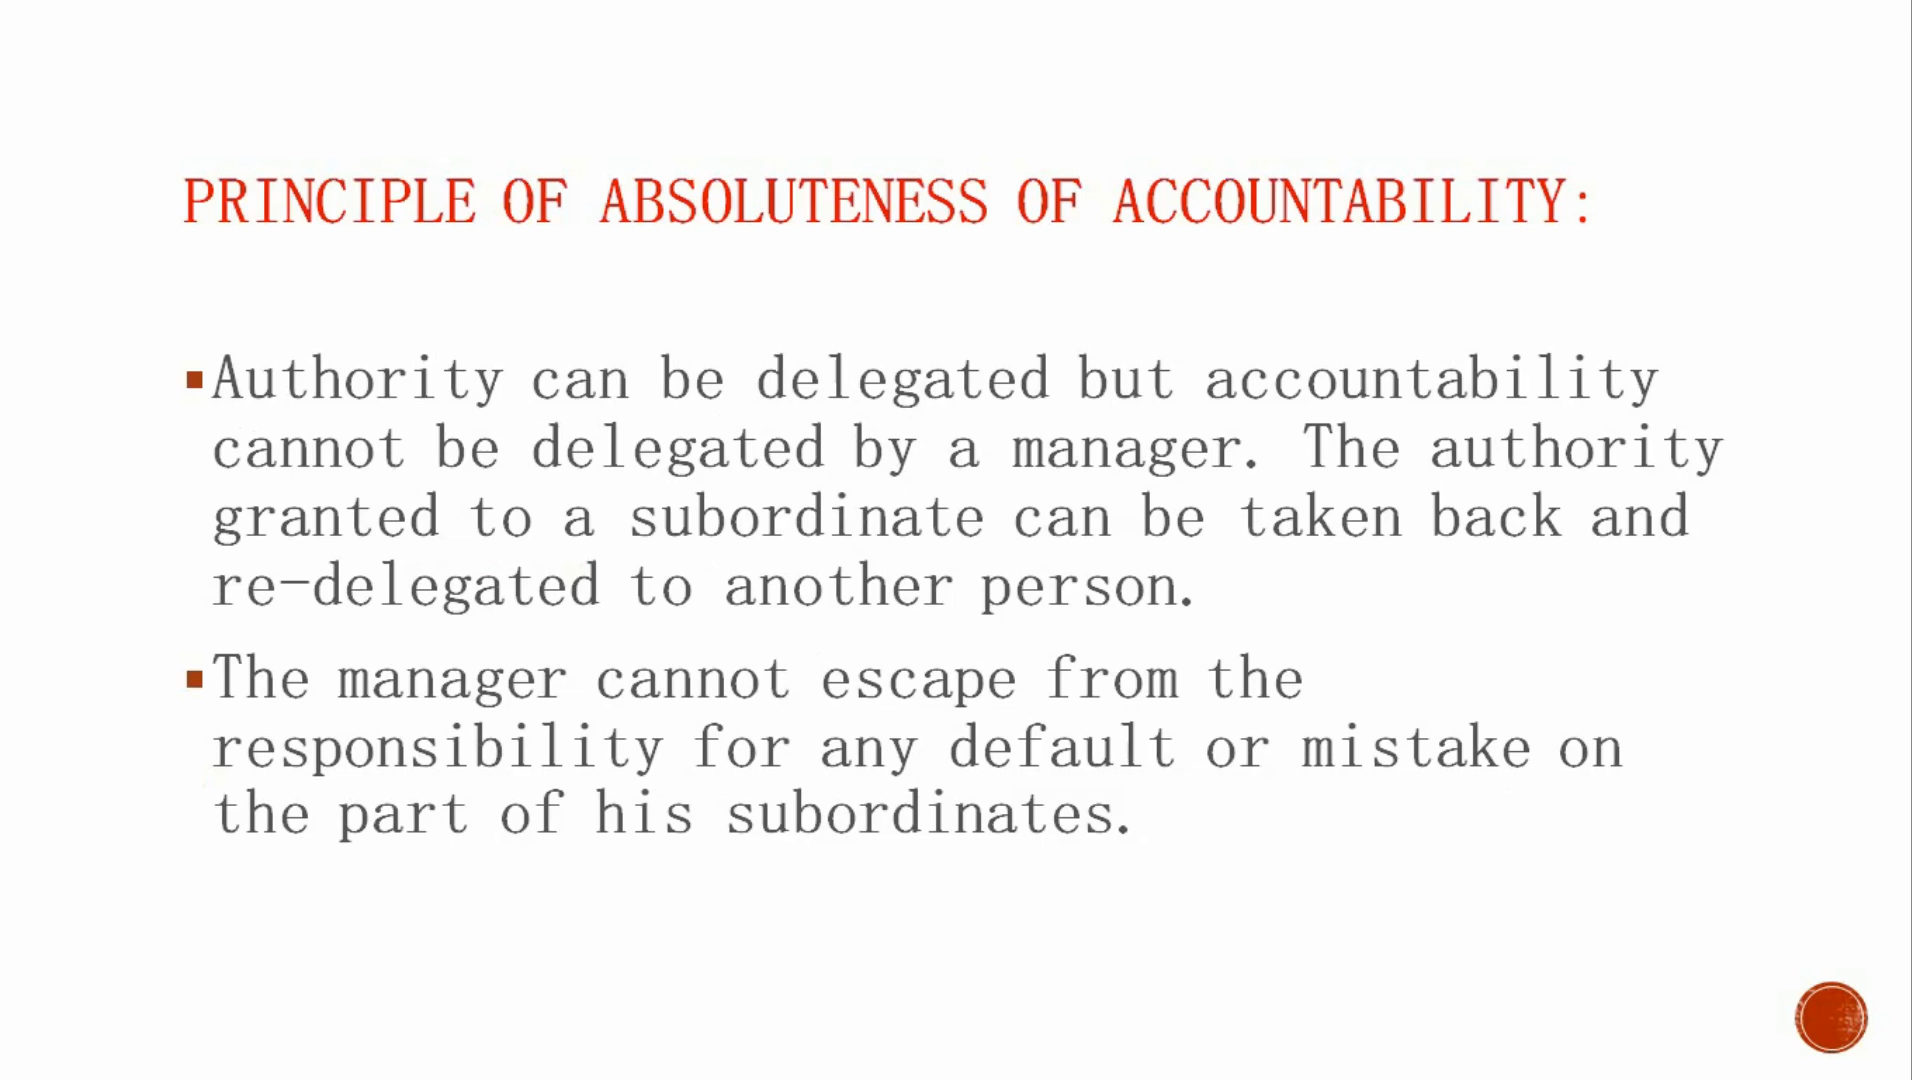 PRINCIPLE OF ABSOLUTENESS OF ACCOUNTABILITY:
▪Authority can be delegated but accountability
cannot be delegated by a manager. The authority
granted to a subordinate can be taken back and
re-delegated to another person.
▪The manager cannot escape from the
responsibility for any default or mistake on
the part of his subordinates.